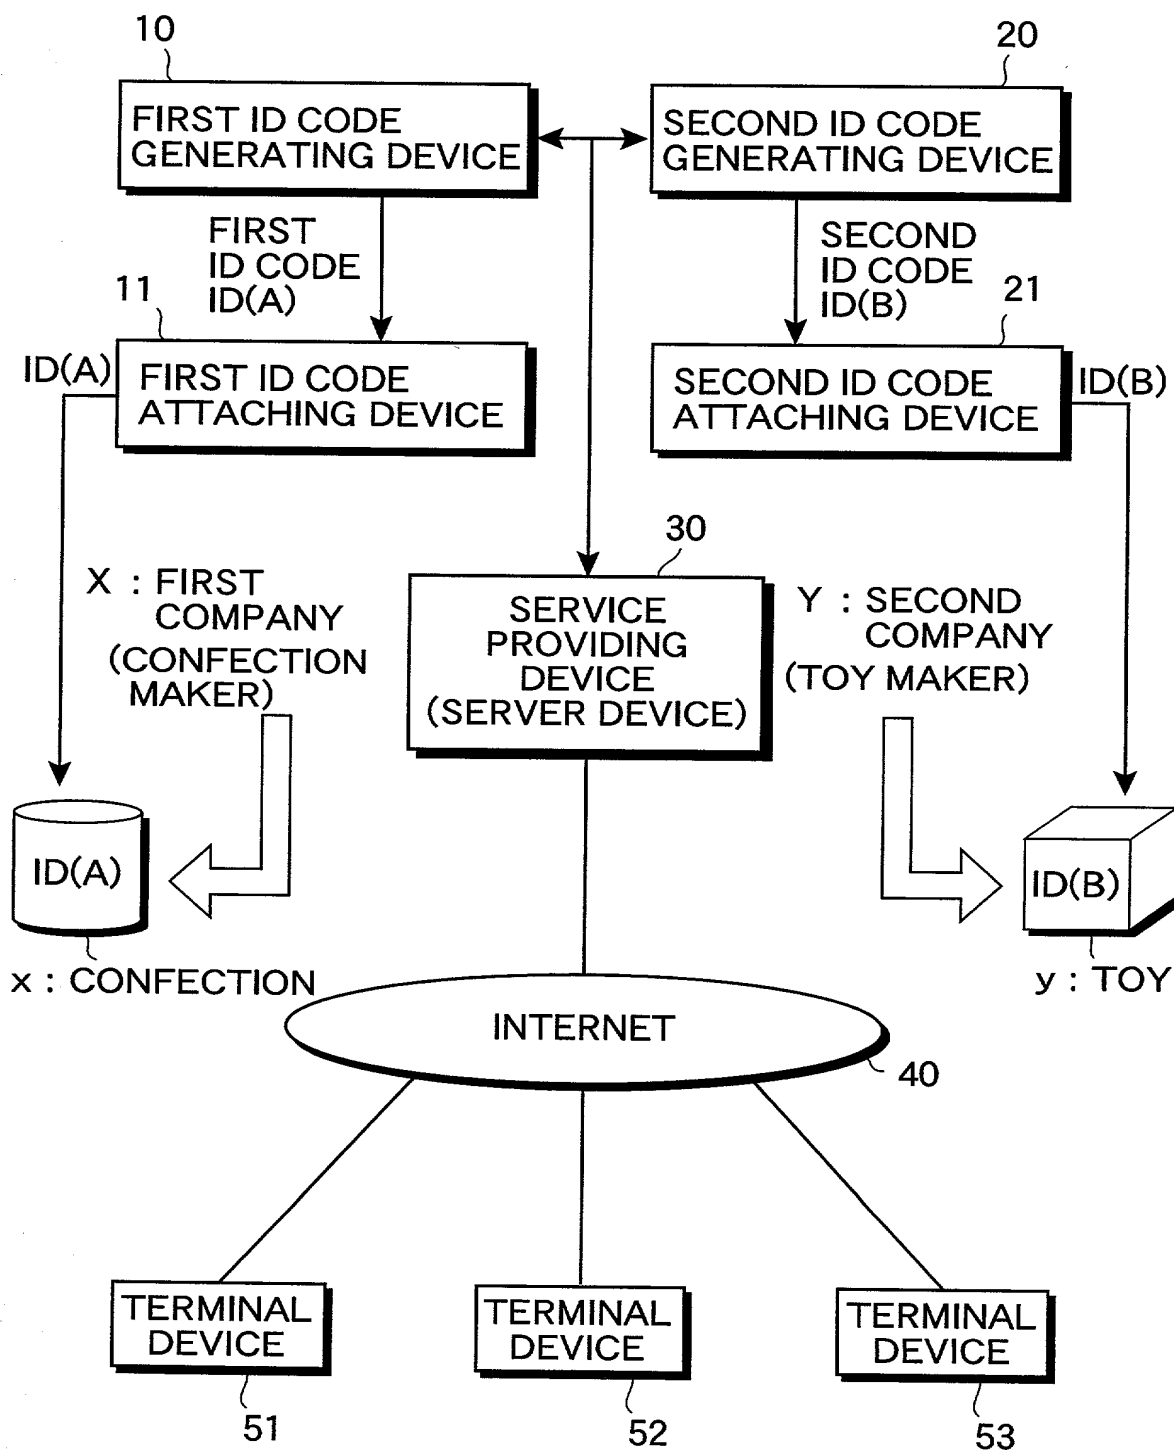 10
20
FIRST ID CODE
GENERATING DEVICE
SECOND ID CODE
GENERATING DEVICE
FIRST
ID CODE
ID(A)
SECOND
ID CODE
ID(B)
11
21
ID(A)
FIRST ID CODE
ATTACHING DEVICE
SECOND ID CODE
ATTACHING DEVICE
ID(B)
30
X : FIRST
COMPANY
(CONFECTION
MAKER)
SERVICE
PROVIDING
DEVICE
(SERVER DEVICE)
Y : SECOND
COMPANY
(TOY MAKER)
ID(A)
ID(B)
x : CONFECTION
y : TOY
INTERNET
40
TERMINAL
DEVICE
TERMINAL
DEVICE
TERMINAL
DEVICE
51
52
53